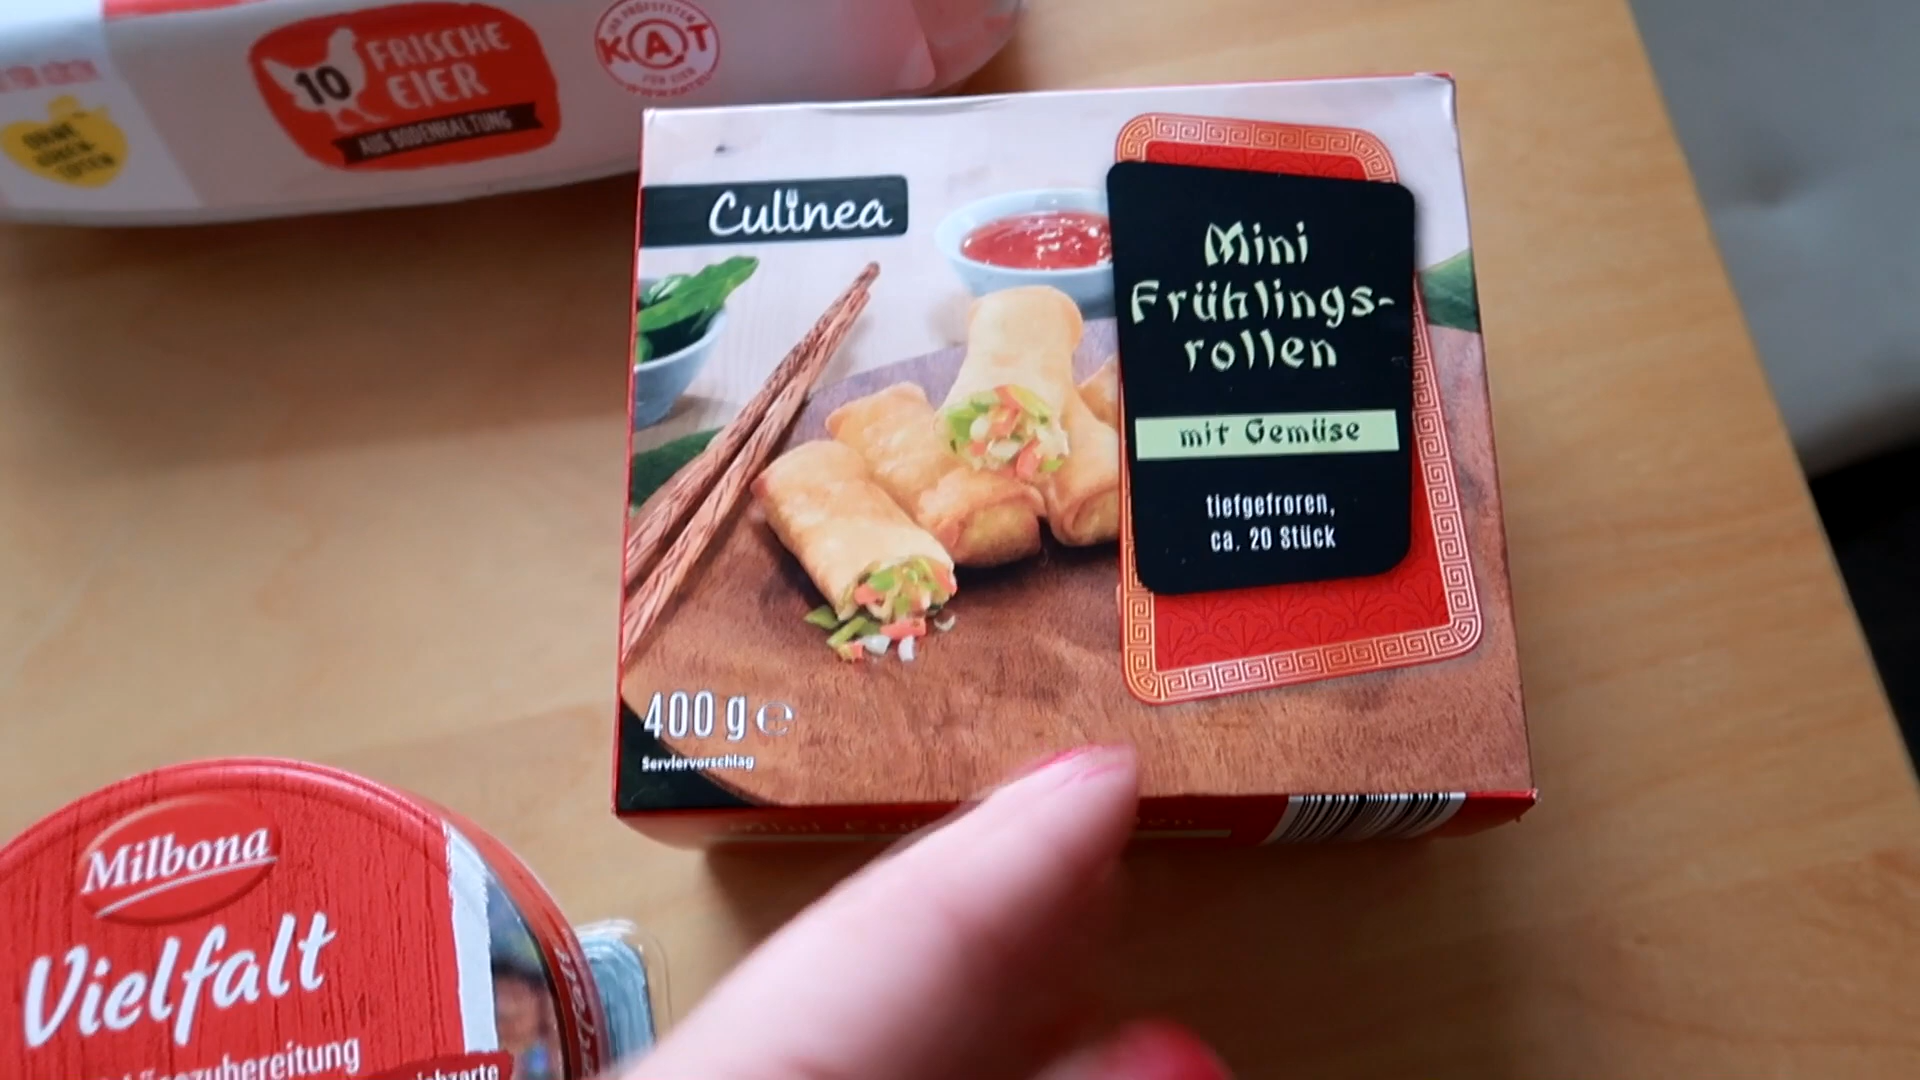 10 FRISCHE
EIER
AUS BODENHALTUNG
KAT
OHNE
Culinea
Mini
Frühlings-
rollen
mit Gemüse
tiefgefroren,
ca. 20 Stück
400 g ℮
Serviervorschlag
Milbona
Vielfalt